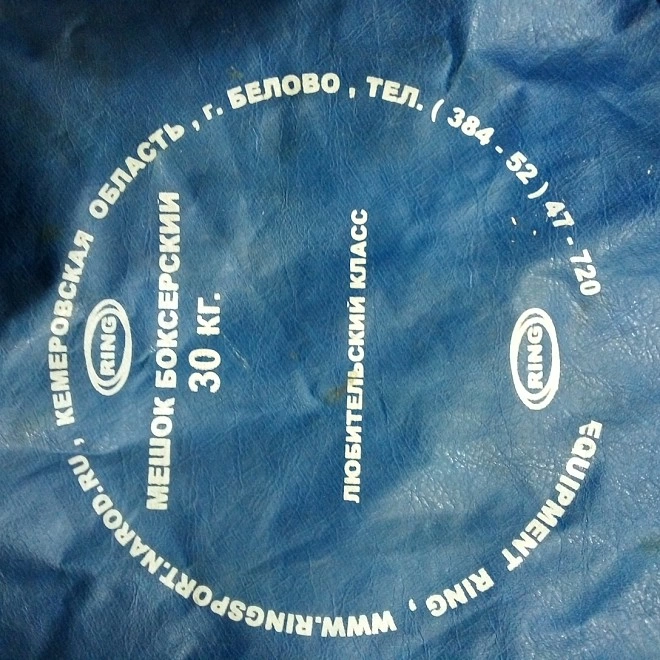 EQUIPMENT RING, WWW.RINGSPORT.NAROD.RU, КЕМЕРОВСКАЯ ОБЛАСТЬ, г. БЕЛОВО, ТЕЛ. (384-52) 47-720
RING
МЕШОК БОКСЕРСКИЙ
30 КГ.
ЛЮБИТЕЛЬСКИЙ КЛАСС
RING